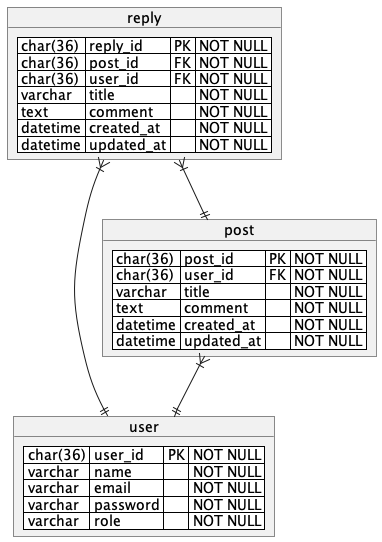 reply
char(36) reply_id PK NOT NULL
char(36) post_id FK NOT NULL
char(36) user_id FK NOT NULL
varchar title NOT NULL
text comment NOT NULL
datetime created_at NOT NULL
datetime updated_at NOT NULL
post
char(36) post_id PK NOT NULL
char(36) user_id FK NOT NULL
varchar title NOT NULL
text comment NOT NULL
datetime created_at NOT NULL
datetime updated_at NOT NULL
user
char(36) user_id PK NOT NULL
varchar name NOT NULL
varchar email NOT NULL
varchar password NOT NULL
varchar role NOT NULL